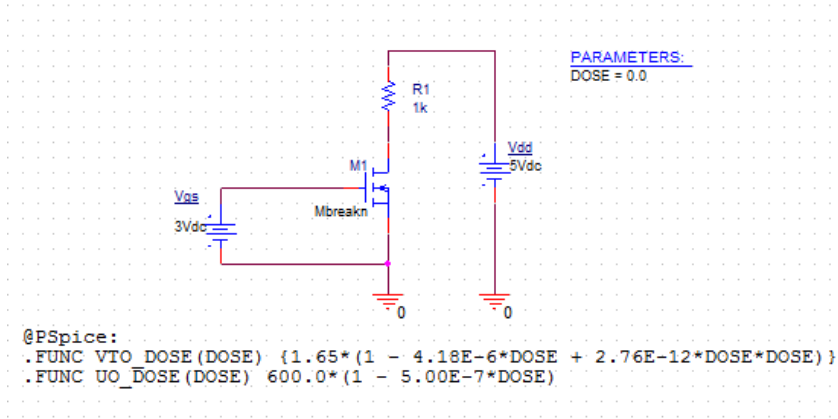 PARAMETERS:
DOSE = 0.0
R1
1k
Vdd
5Vdc
M1
Mbreakn
Vgs
3Vdc
0
0
@PSpice:
.FUNC VTO_DOSE(DOSE) {1.65*(1 - 4.18E-6*DOSE + 2.76E-12*DOSE*DOSE)}
.FUNC UO_DOSE(DOSE) 600.0*(1 - 5.00E-7*DOSE)